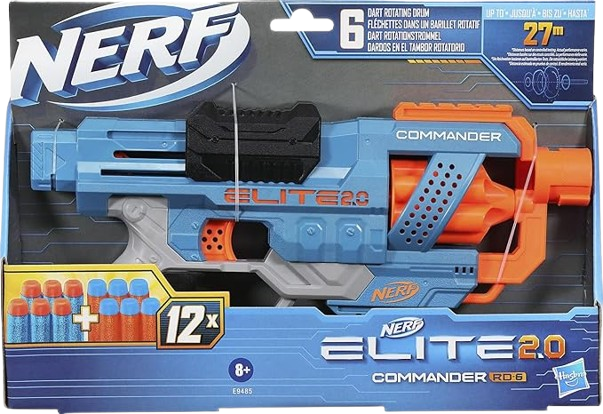 NERF
6 DART ROTATING DRUM
FLÉCHETTES DANS UN BARILLET ROTATIF
DART ROTATIONSTROMMEL
DARDOS EN EL TAMBOR ROTATORIO
UP TO • JUSQU'À • BIS ZU • HASTA
27m
COMMANDER
ELITE 2.0
NERF
+
12x
8+
E9485
NERF
ELITE 2.0
COMMANDER RD-6
Hasbro